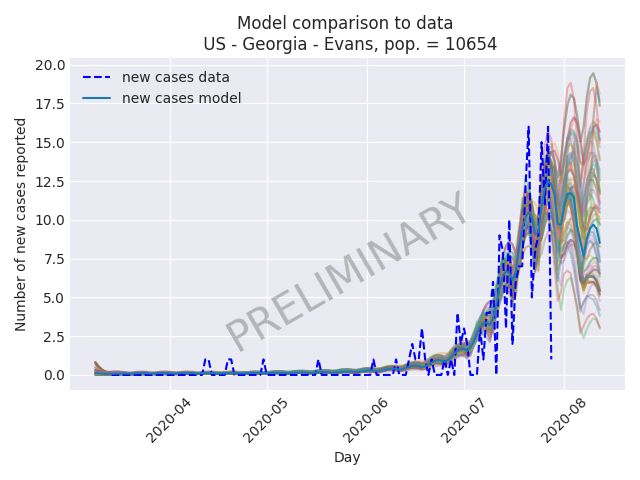 Model comparison to data
US - Georgia - Evans, pop. = 10654
new cases data
new cases model
Number of new cases reported
20.0
17.5
15.0
12.5
10.0
7.5
5.0
2.5
0.0
PRELIMINARY
2020-04
2020-05
2020-06
2020-07
2020-08
Day